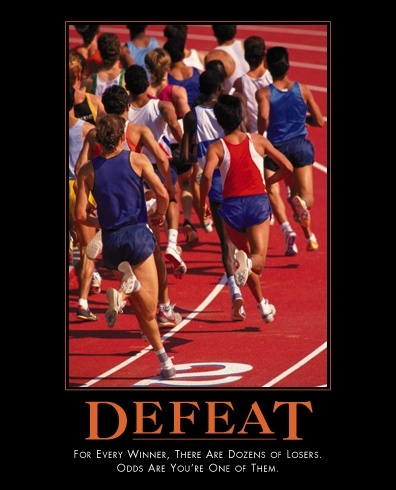 DEFEAT
FOR EVERY WINNER, THERE ARE DOZENS OF LOSERS.
ODDS ARE YOU'RE ONE OF THEM.